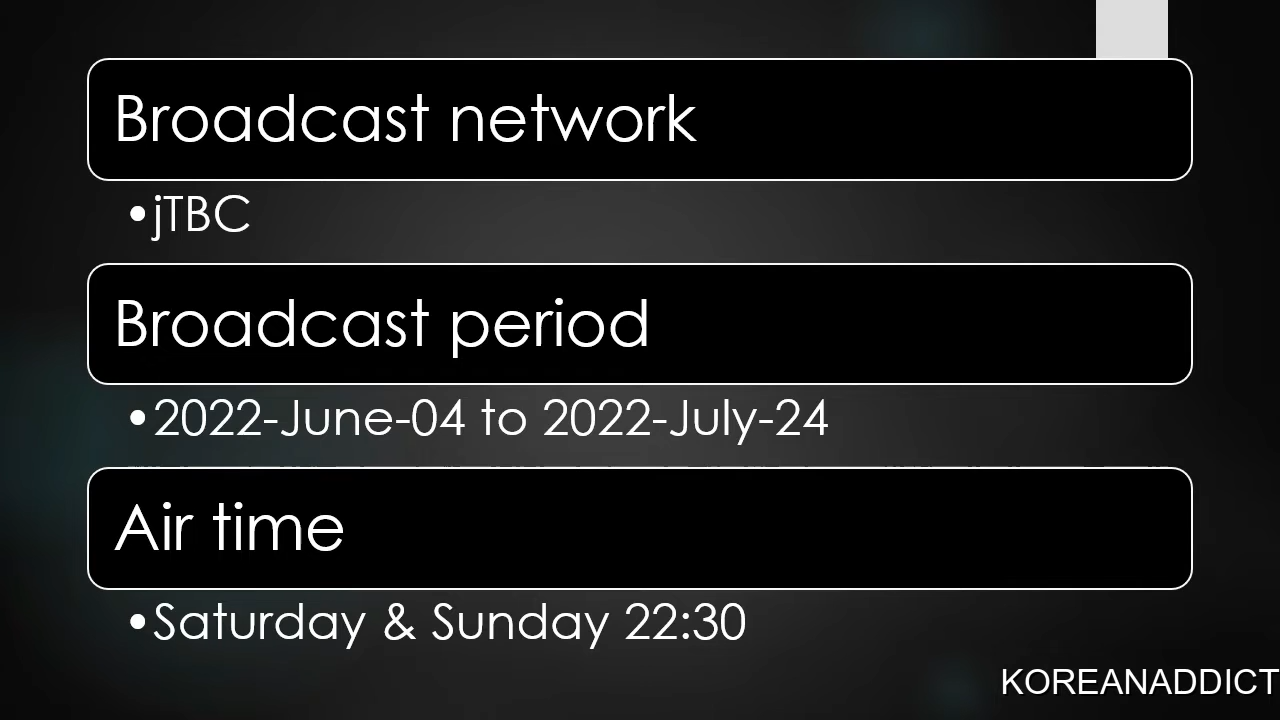 Broadcast network
•jTBC
Broadcast period
•2022-June-04 to 2022-July-24
Air time
•Saturday & Sunday 22:30
KOREANADDICT